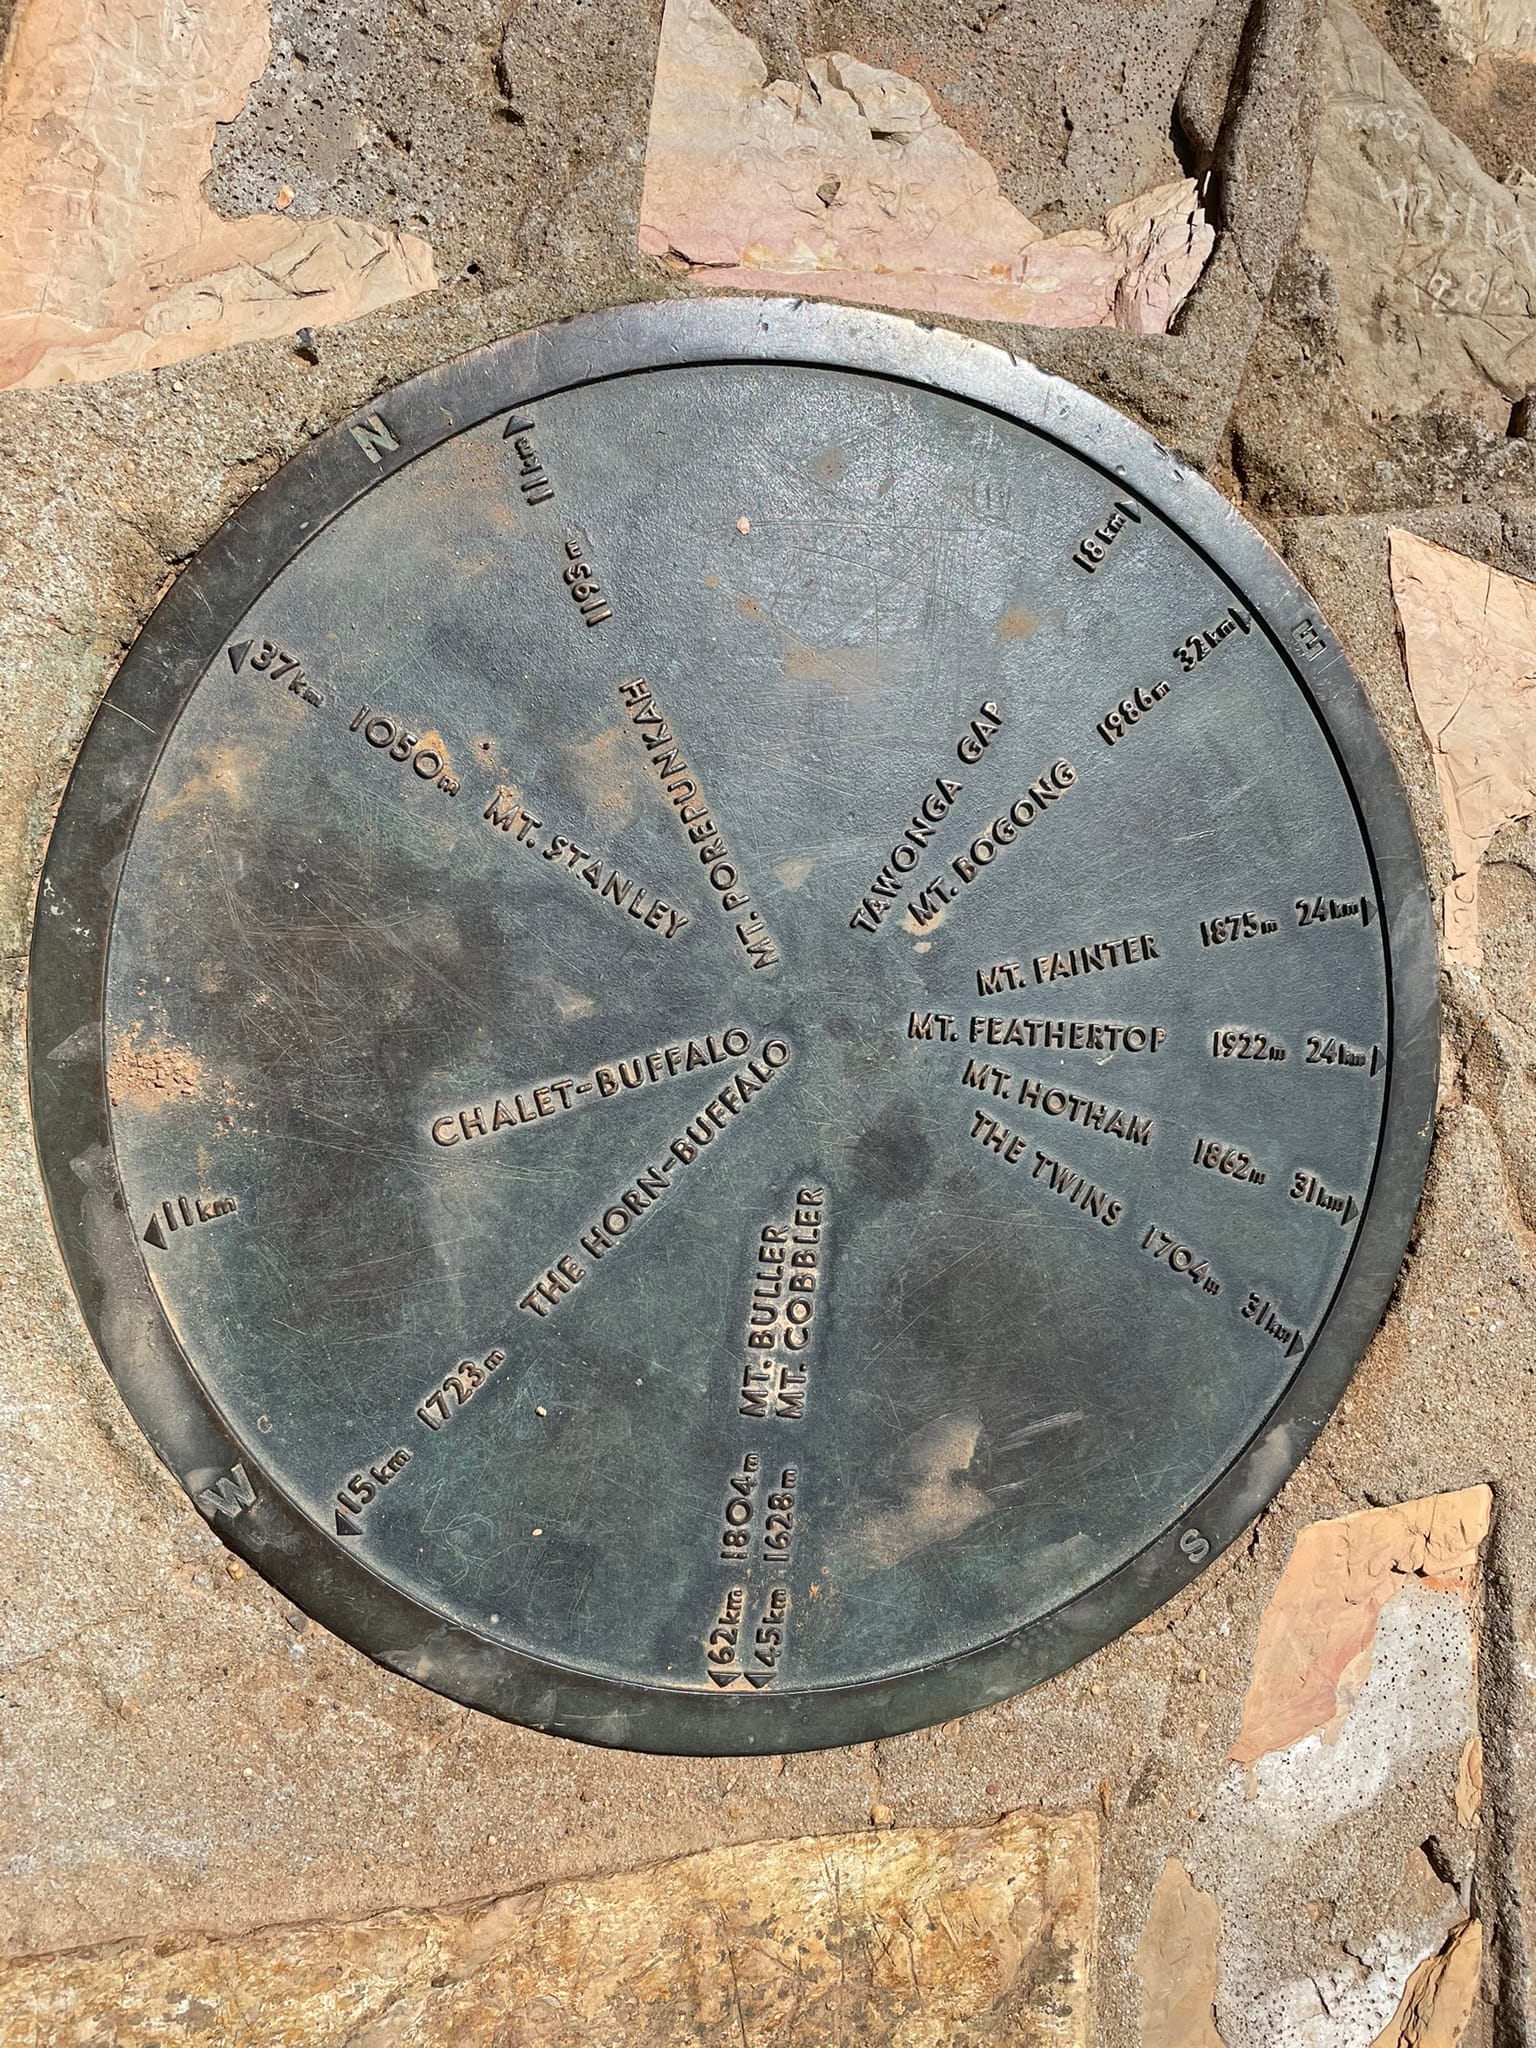 N
E
S
W
MT. POREPUNKAH 1193m 11km
TAWONGA GAP 18km
MT. BOGONG 1986m 32km
MT. FAINTER 1875m 24km
MT. FEATHERTOP 1922m 24km
MT. HOTHAM 1862m 31km
THE TWINS 1704m 31km
MT. COBBLER 1628m 45km
MT. BULLER 1804m 62km
THE HORN-BUFFALO 1723m 15km
CHALET-BUFFALO 11km
MT. STANLEY 1050m 37km